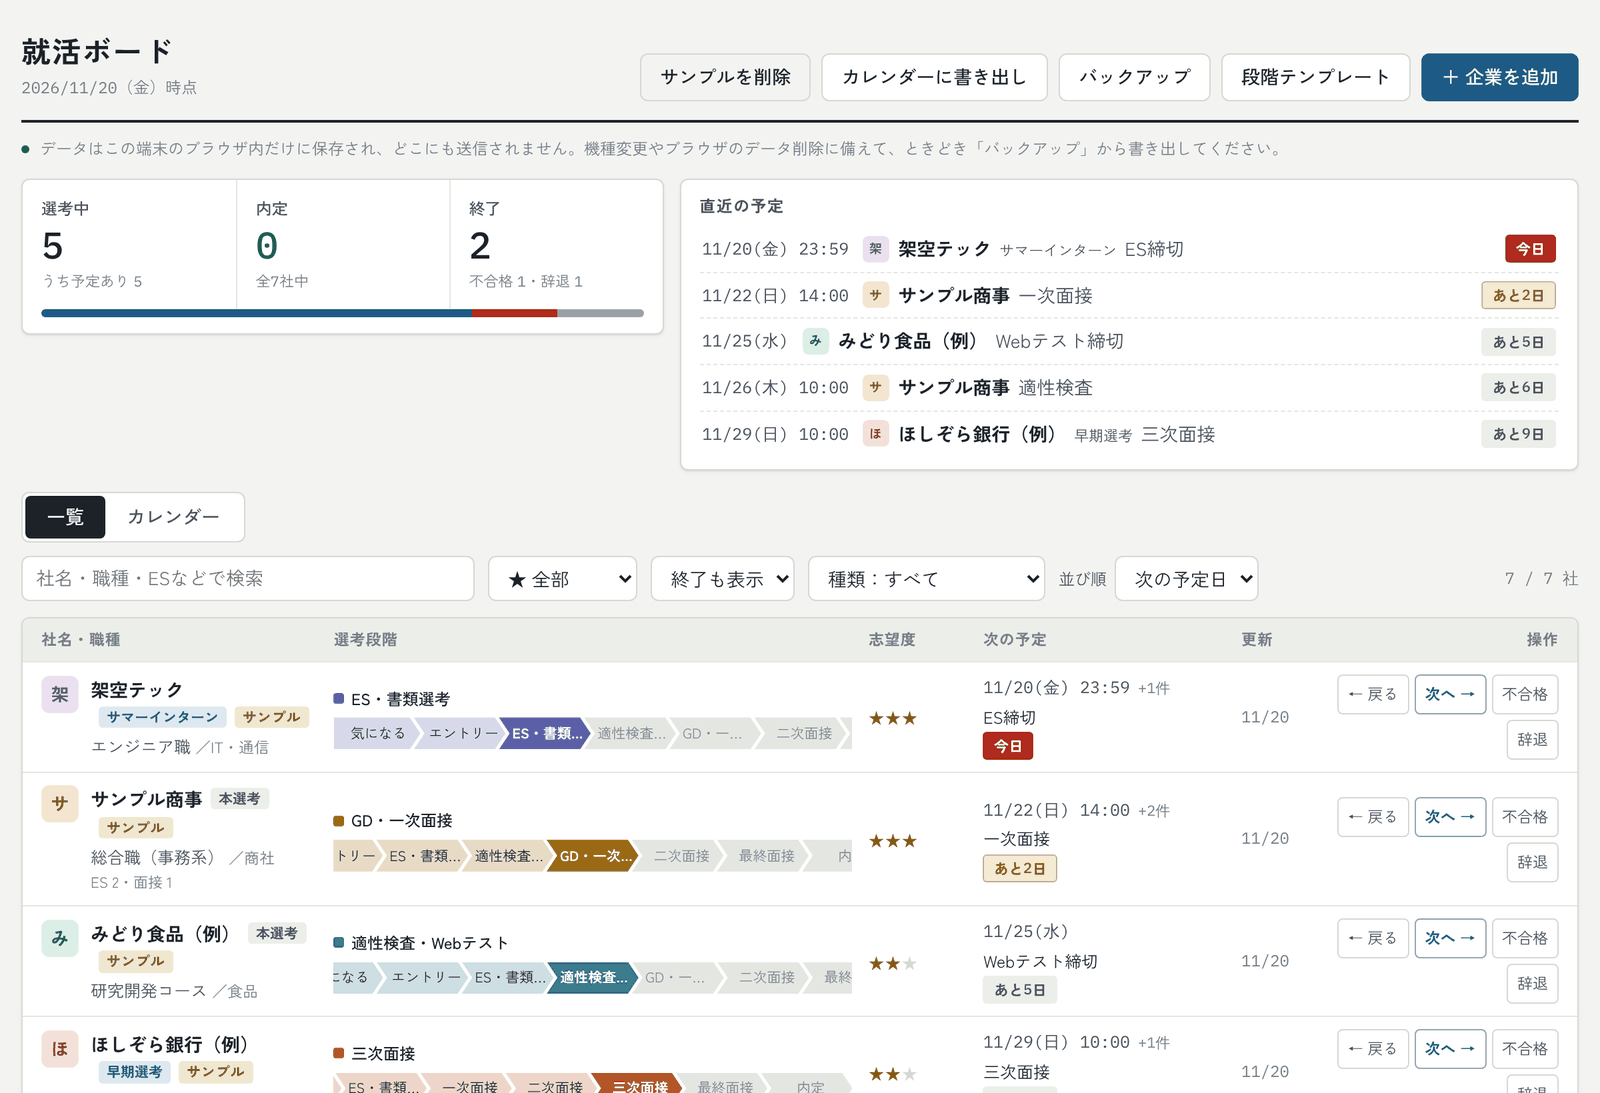 就活ボード
2026/11/20（金）時点
サンプルを削除
カレンダーに書き出し
バックアップ
段階テンプレート
＋ 企業を追加
データはこの端末のブラウザ内だけに保存され、どこにも送信されません。機種変更やブラウザのデータ削除に備えて、ときどき「バックアップ」から書き出してください。
選考中
5
うち予定あり 5
内定
0
全7社中
終了
2
不合格 1・辞退 1
直近の予定
11/20(金) 23:59 架 架空テック サマーインターン ES締切 今日
11/22(日) 14:00 サ サンプル商事 一次面接 あと2日
11/25(水) み みどり食品（例） Webテスト締切 あと5日
11/26(木) 10:00 サ サンプル商事 適性検査 あと6日
11/29(日) 10:00 ほ ほしぞら銀行（例） 早期選考 三次面接 あと9日
一覧 カレンダー
社名・職種・ESなどで検索
★ 全部
終了も表示
種類：すべて
並び順
次の予定日
7 / 7 社
社名・職種 選考段階 志望度 次の予定 更新 操作
架
架空テック
サマーインターン サンプル
エンジニア職 ／IT・通信
ES・書類選考
気になる エントリー ES・書類… 適性検査… GD・一… 二次面接
★★★
11/20(金) 23:59 +1件
ES締切
今日
11/20
← 戻る 次へ → 不合格
辞退
サ
サンプル商事 本選考
サンプル
総合職（事務系） ／商社
ES 2・面接 1
GD・一次面接
トリー ES・書類… 適性検査… GD・一次… 二次面接 最終面接 内
★★★
11/22(日) 14:00 +2件
一次面接
あと2日
11/20
← 戻る 次へ → 不合格
辞退
み
みどり食品（例） 本選考
サンプル
研究開発コース ／食品
適性検査・Webテスト
になる エントリー ES・書類… 適性検査… GD・一… 二次面接 最終
★★★
11/25(水)
Webテスト締切
あと5日
11/20
← 戻る 次へ → 不合格
辞退
ほ
ほしぞら銀行（例）
早期選考 サンプル
三次面接
ES・書類… 一次面接 二次面接 三次面接 最終面接 内定
★★★
11/29(日) 10:00 +1件
三次面接
11/20
← 戻る 次へ → 不合格
辞退